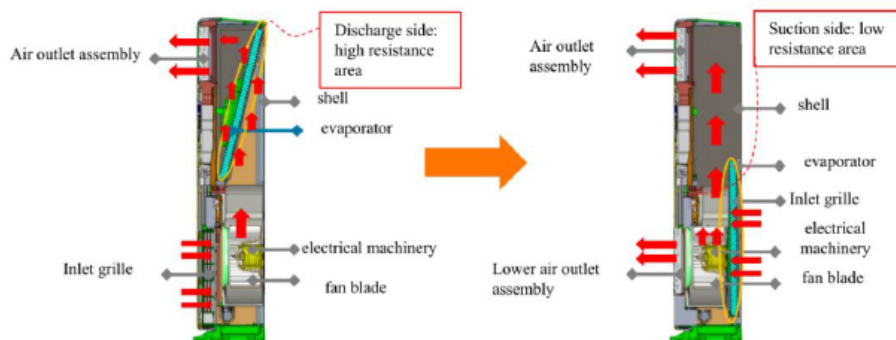 Air outlet assembly
Discharge side:
high resistance
area
shell
evaporator
electrical machinery
Inlet grille
fan blade
Air outlet
assembly
Suction side: low
resistance area
shell
evaporator
Inlet grille
electrical
machinery
Lower air outlet
assembly
fan blade